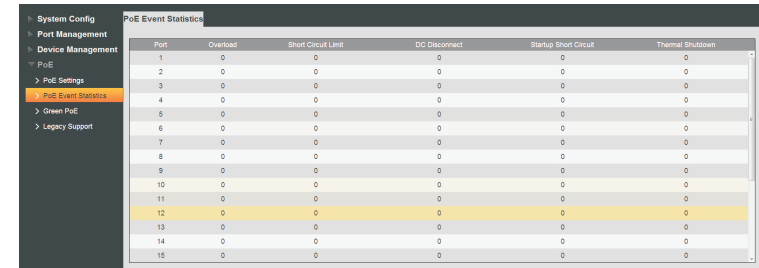 System Config
Port Management
Device Management
PoE
PoE Settings
PoE Event Statistics
Green PoE
Legacy Support
PoE Event Statistics
Port Overload Short Circuit Limit DC Disconnect Startup Short Circuit Thermal Shutdown
1 0 0 0 0 0
2 0 0 0 0 0
3 0 0 0 0 0
4 0 0 0 0 0
5 0 0 0 0 0
6 0 0 0 0 0
7 0 0 0 0 0
8 0 0 0 0 0
9 0 0 0 0 0
10 0 0 0 0 0
11 0 0 0 0 0
12 0 0 0 0 0
13 0 0 0 0 0
14 0 0 0 0 0
15 0 0 0 0 0